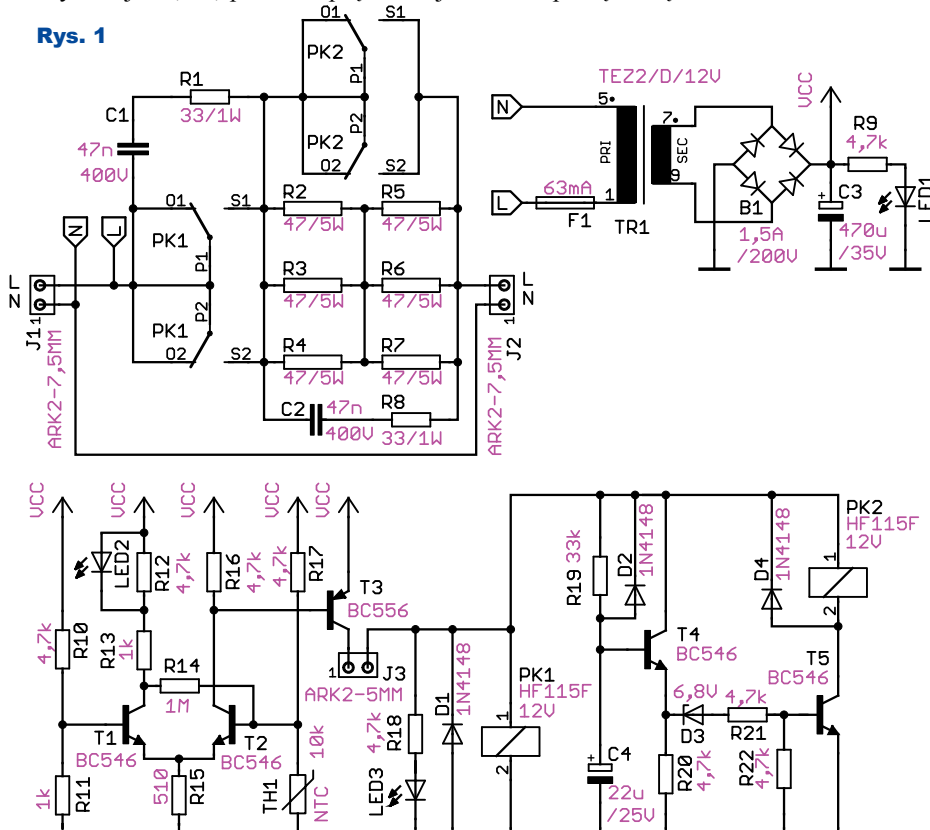 Rys. 1
O1
S1
PK2
P1
R1
33/1W
C1
47n
400V
P2
PK2
O2
S2
TEZ2/D/12V
N
5
7
PRI
SEC
9
L
63mA
F1
1
TR1
B1
1,5A
/200V
VCC
R9
4,7k
+
C3
470u
/35V
LED1
N
L
O1
S1
PK1
P1
P2
PK1
O2
S2
R2
47/5W
R5
47/5W
R3
47/5W
R6
47/5W
R4
47/5W
R7
47/5W
C2
47n
400V
R8
33/1W
L
N
1
J1
ARK2-7,5MM
L
N
1
J2
ARK2-7,5MM
VCC
VCC
VCC
VCC
LED2
R12
4,7k
R16
4,7k
R17
4,7k
R10
4,7k
R13
1k
R14
1M
T3
BC556
1
J3
ARK2-5MM
T1
BC546
T2
BC546
R11
1k
R15
510
TH1
NTC
10k
R18
4,7k
LED3
D1
1N4148
PK1
HF115F
12V
1
2
R19
33k
D2
1N4148
T4
BC546
6,8V
D3
4,7k
R21
R20
4,7k
R22
4,7k
+
C4
22u
/25V
D4
1N4148
PK2
HF115F
12V
1
2
T5
BC546